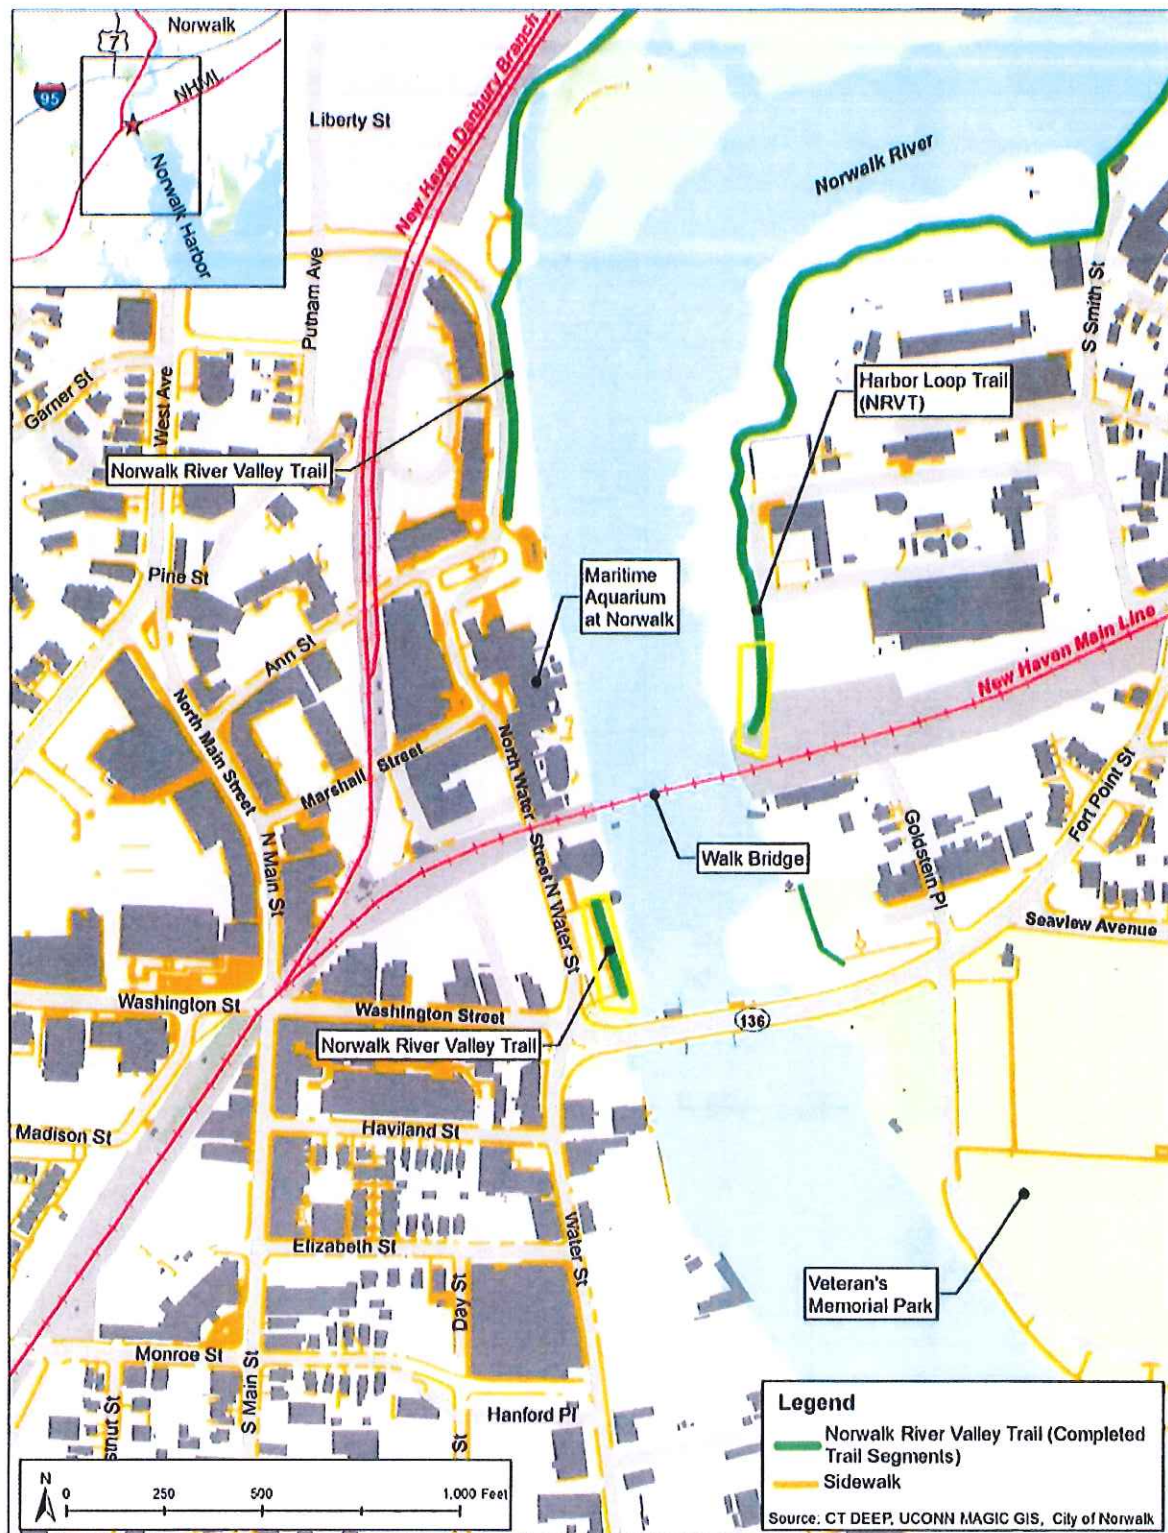 Norwalk
7
95
NHML
Norwalk Harbor
Liberty St
New Haven Danbury Branch
Norwalk River
Putnam Ave
S Smith St
Garner St
West Ave
Harbor Loop Trail
(NRVT)
Norwalk River Valley Trail
Pine St
Maritime
Aquarium
at Norwalk
Ann St
New Haven Main Line
North Main Street
North Water Street
Marshall Street
Fort Point St
Goldstein Pl
Walk Bridge
N Main St
N Water St
Seaview Avenue
Washington St
Washington Street
136
Norwalk River Valley Trail
Madison St
Haviland St
Elizabeth St
Water St
Day St
Veteran's
Memorial Park
Monroe St
S Main St
Hanford Pl
stnut St
St
Legend
Norwalk River Valley Trail (Completed
Trail Segments)
Sidewalk
Source: CT DEEP, UCONN MAGIC GIS, City of Norwalk
N
0 250 500 1,000 Feet